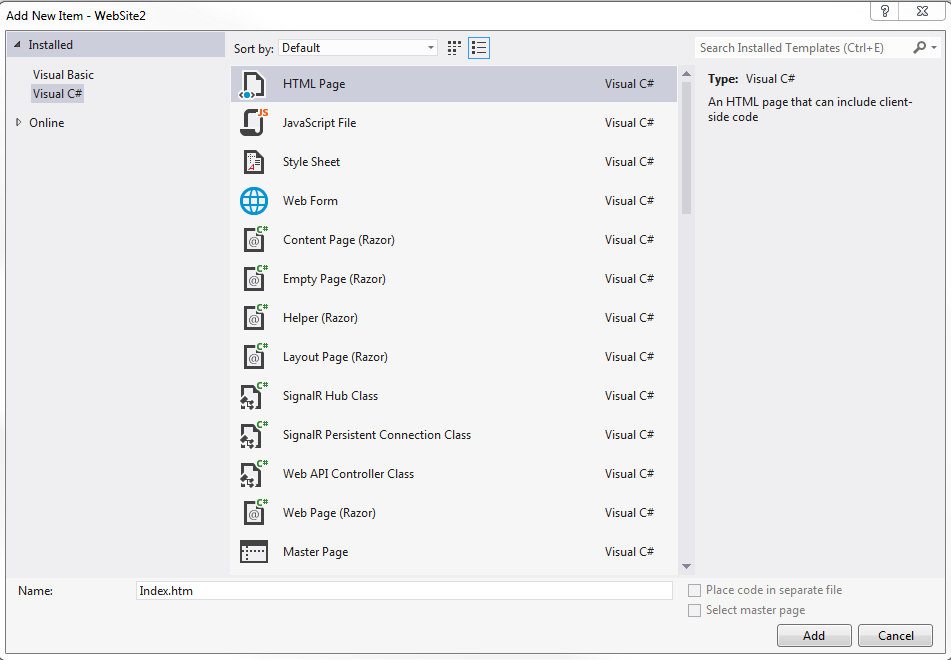 Add New Item - WebSite2
Installed
Visual Basic
Visual C#
Online
Sort by: Default
Search Installed Templates (Ctrl+E)
HTML Page Visual C#
JavaScript File Visual C#
Style Sheet Visual C#
Web Form Visual C#
Content Page (Razor) Visual C#
Empty Page (Razor) Visual C#
Helper (Razor) Visual C#
Layout Page (Razor) Visual C#
SignalR Hub Class Visual C#
SignalR Persistent Connection Class Visual C#
Web API Controller Class Visual C#
Web Page (Razor) Visual C#
Master Page Visual C#
Type: Visual C#
An HTML page that can include client-
side code
Name: Index.htm
Place code in separate file
Select master page
Add Cancel